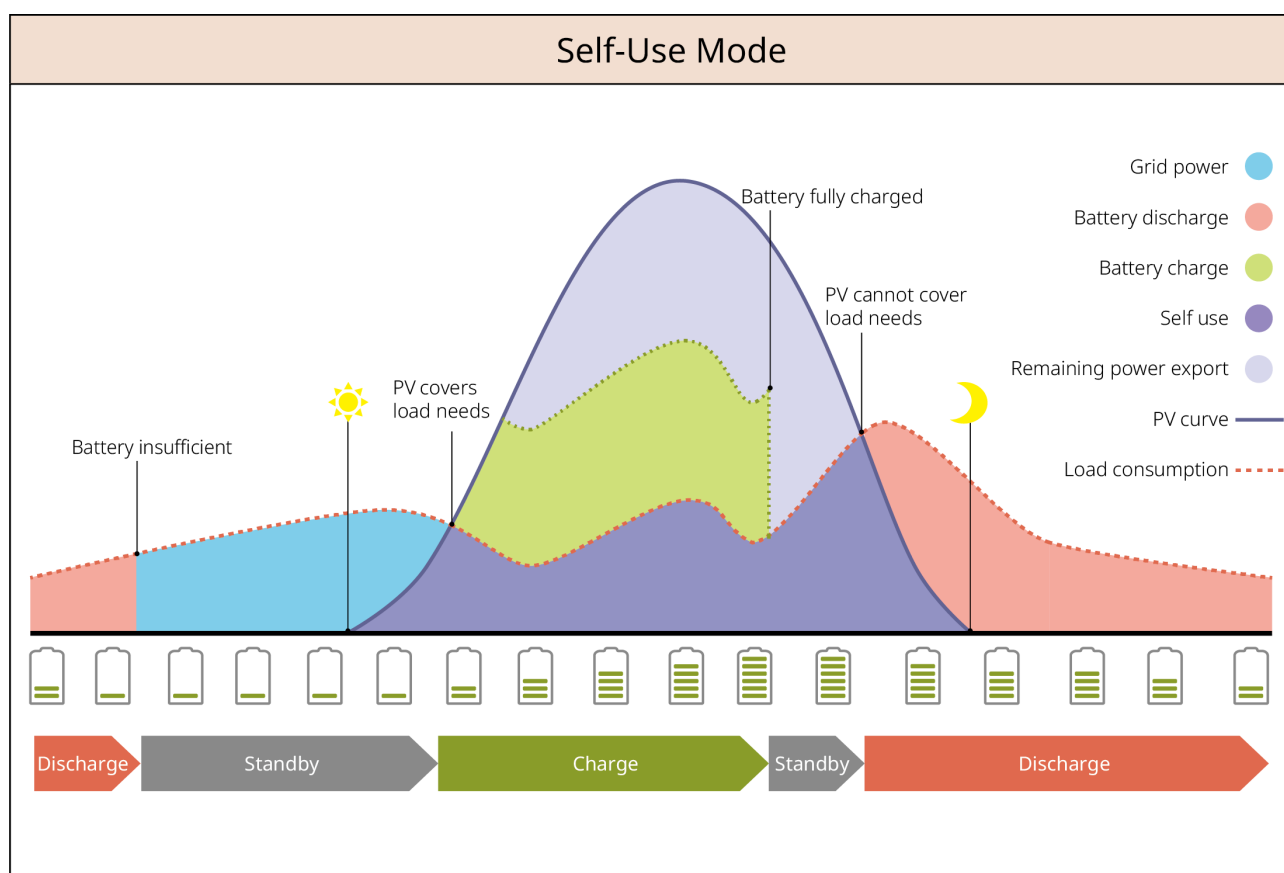 Self-Use Mode
Grid power
Battery fully charged
Battery discharge
Battery charge
PV cannot cover
load needs
Self use
Remaining power export
PV covers
load needs
PV curve
Battery insufficient
Load consumption
Discharge
Standby
Charge
Standby
Discharge